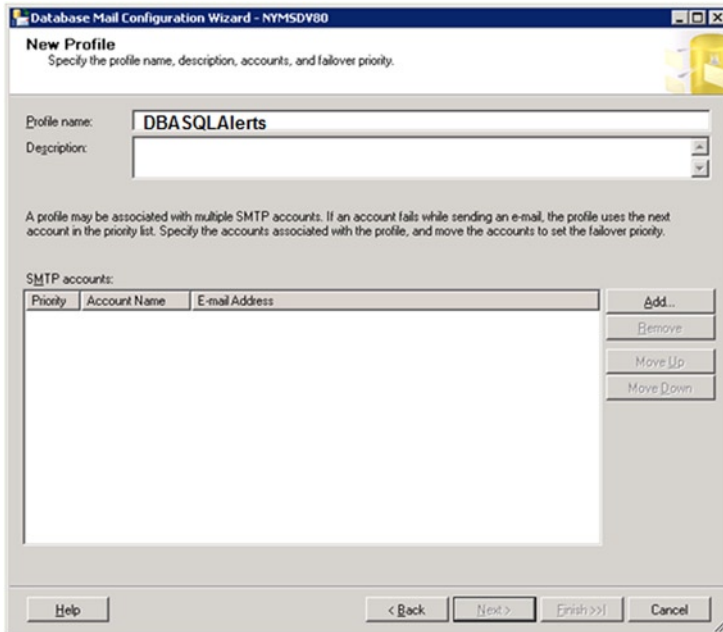 Database Mail Configuration Wizard - NYMSDV80
New Profile
Specify the profile name, description, accounts, and failover priority.
Profile name: DBASQLAlerts
Description:
A profile may be associated with multiple SMTP accounts. If an account fails while sending an e-mail, the profile uses the next
account in the priority list. Specify the accounts associated with the profile, and move the accounts to set the failover priority.
SMTP accounts:
Priority Account Name E-mail Address
Add...
Remove
Move Up
Move Down
Help < Back Next > Finish >>| Cancel